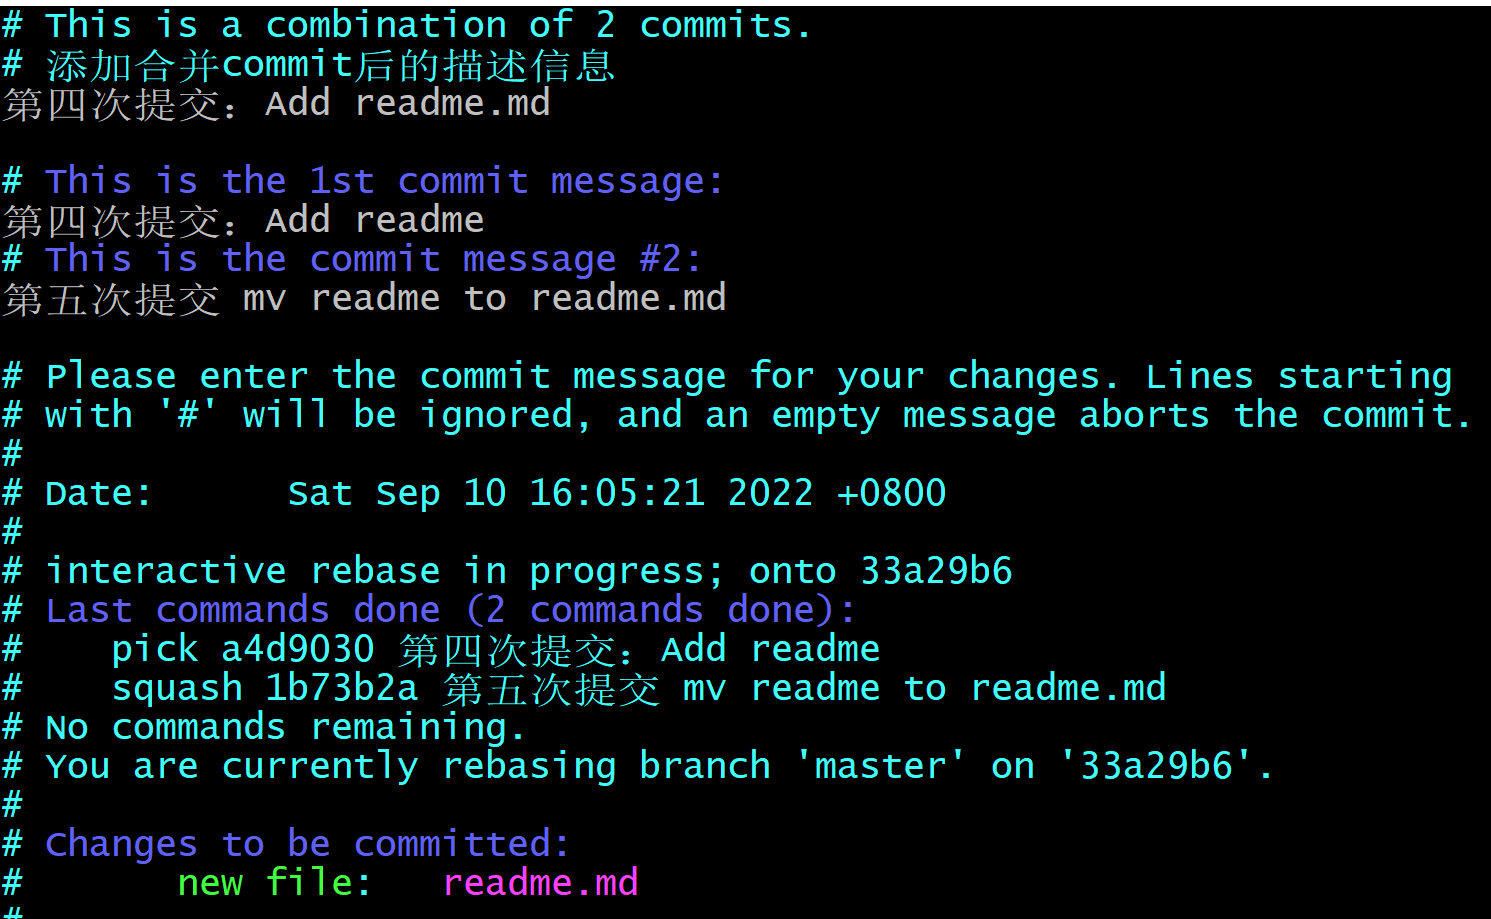 # This is a combination of 2 commits.
# 添加合并commit后的描述信息
第四次提交：Add readme.md
# This is the 1st commit message:
第四次提交：Add readme
# This is the commit message #2:
第五次提交 mv readme to readme.md
# Please enter the commit message for your changes. Lines starting
# with '#' will be ignored, and an empty message aborts the commit.
#
# Date:      Sat Sep 10 16:05:21 2022 +0800
#
# interactive rebase in progress; onto 33a29b6
# Last commands done (2 commands done):
#    pick a4d9030 第四次提交：Add readme
#    squash 1b73b2a 第五次提交 mv readme to readme.md
# No commands remaining.
# You are currently rebasing branch 'master' on '33a29b6'.
#
# Changes to be committed:
#       new file:   readme.md
#